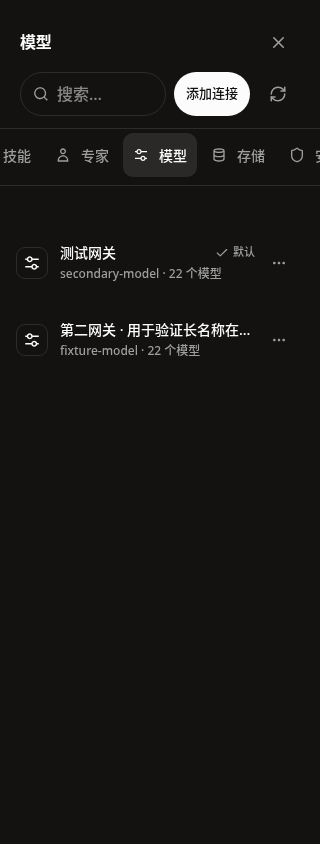 模型
搜索...
添加连接
技能
专家
模型
存储
测试网关
默认
secondary-model · 22 个模型
第二网关 · 用于验证长名称在...
fixture-model · 22 个模型